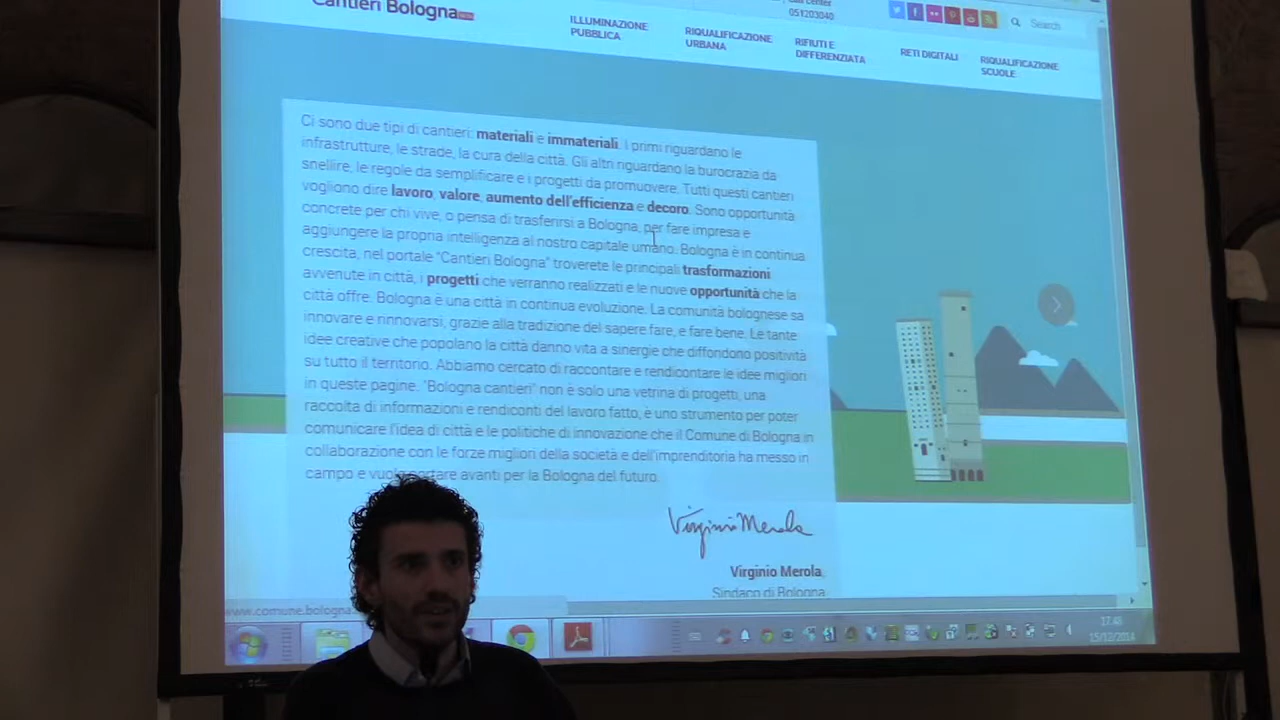 Cantieri Bologna
051203040
Search
ILLUMINAZIONE
PUBBLICA
RIQUALIFICAZIONE
URBANA
RIFIUTI E
DIFFERENZIATA
RETI DIGITALI
RIQUALIFICAZIONE
SCUOLE
Ci sono due tipi di cantieri: materiali e immateriali. I primi riguardano le
infrastrutture, le strade, la cura della città. Gli altri riguardano la burocrazia da
snellire, le regole da semplificare e i progetti da promuovere. Tutti questi cantieri
vogliono dire lavoro, valore, aumento dell'efficienza e decoro. Sono opportunità
concrete per chi vive, o pensa di trasferirsi a Bologna, per fare impresa e
aggiungere la propria intelligenza al nostro capitale umano. Bologna è in continua
crescita, nel portale "Cantieri Bologna" troverete le principali trasformazioni
avvenute in città, i progetti che verranno realizzati e le nuove opportunità che la
città offre. Bologna è una città in continua evoluzione. La comunità bolognese sa
innovare e rinnovarsi, grazie alla tradizione del sapere fare, e fare bene. Le tante
idee creative che popolano la città danno vita a sinergie che diffondono positività
su tutto il territorio. Abbiamo cercato di raccontare e rendicontare le idee migliori
in queste pagine. "Bologna cantieri" non è solo una vetrina di progetti, una
raccolta di informazioni e rendiconti del lavoro fatto, è uno strumento per poter
comunicare l'idea di città e le politiche di innovazione che il Comune di Bologna in
collaborazione con le forze migliori della società e dell'imprenditoria ha messo in
campo e vuole portare avanti per la Bologna del futuro.
Virginio Merola
Virginio Merola,
Sindaco di Bologna
www.comune.bologna
17.48
15/12/2014